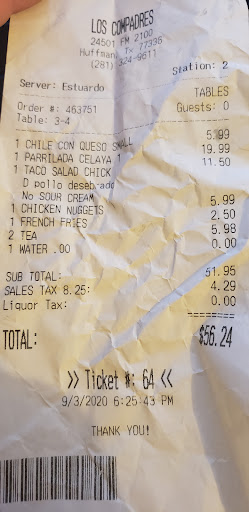 LOS COMPADRES
24501 FM 2100
Huffman, Tx 77336
(281) 324-9611
Station: 2
Server: Estuardo
TABLES
Order #: 463751
Guests: 0
Table: 3-4
1 CHILE CON QUESO SMALL 5.99
1 PARRILADA CELAYA 1 19.99
1 TACO SALAD CHICK 11.50
D pollo desebrado
No SOUR CREAM
1 CHICKEN NUGGETS 5.99
1 FRENCH FRIES 2.50
2 TEA 5.98
1 WATER .00 0.00
SUB TOTAL: 51.95
SALES TAX 8.25: 4.29
Liquor Tax: 0.00
========
TOTAL: $56.24
>> Ticket #: 64 <<
9/3/2020 6:25:43 PM
THANK YOU!